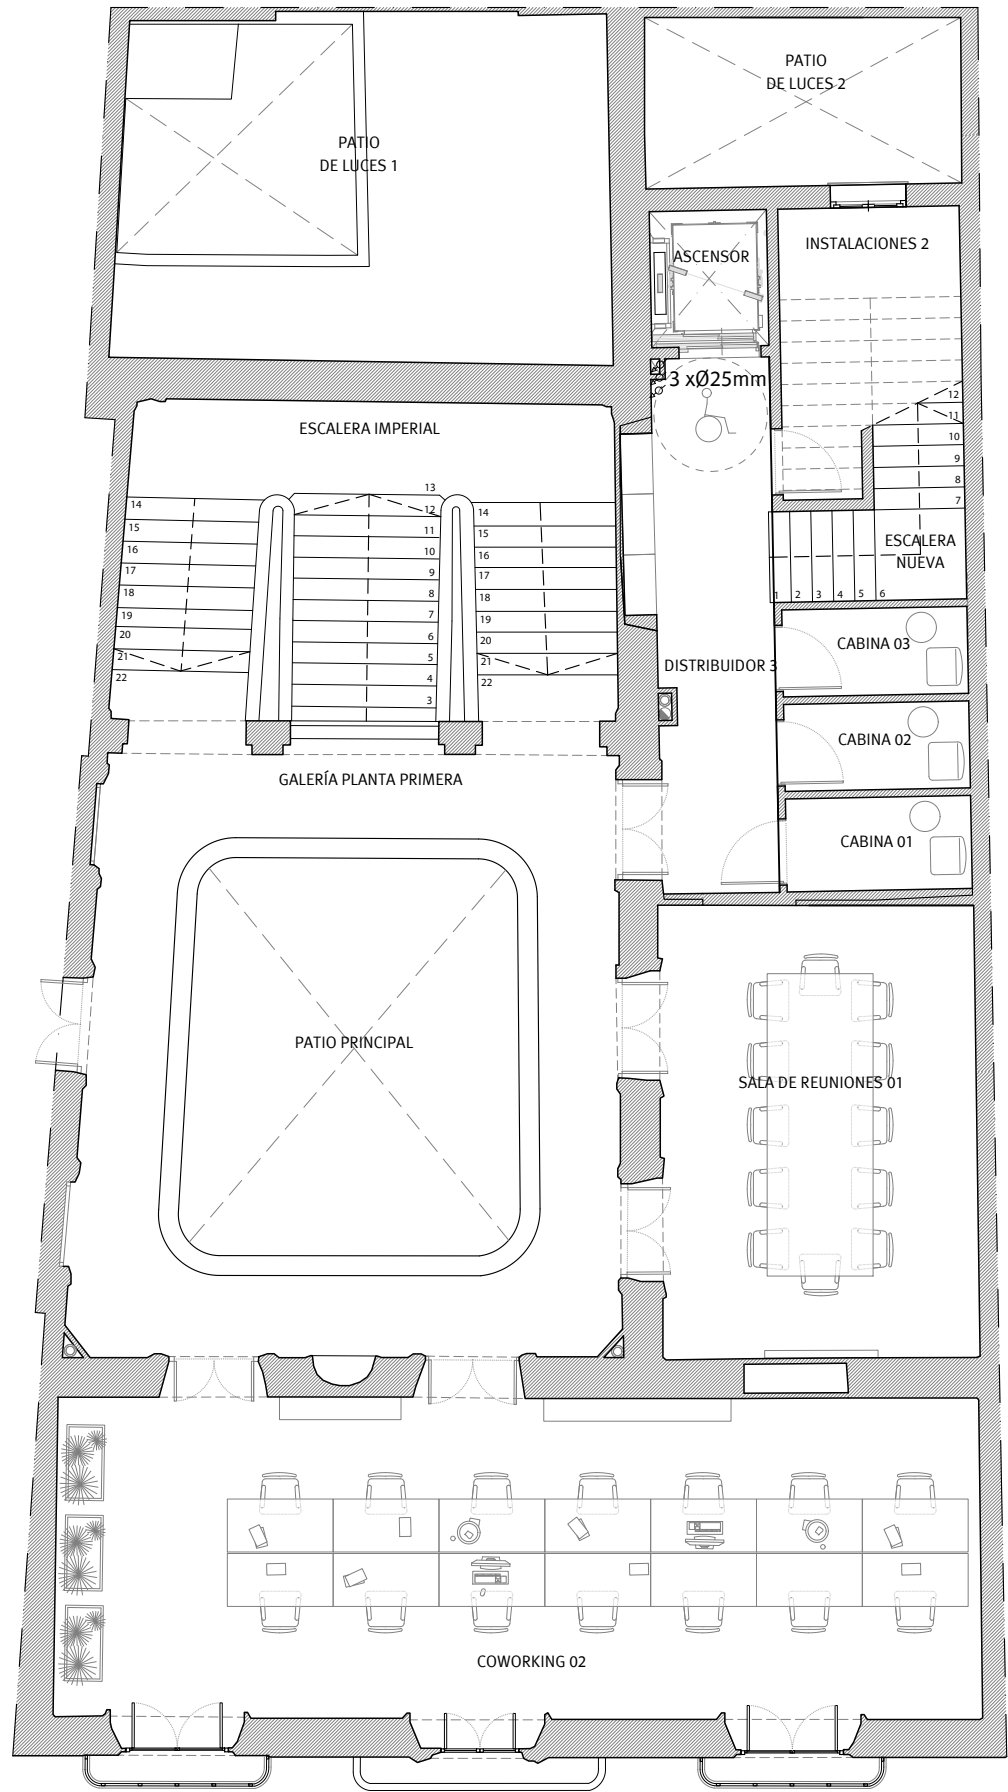 PATIO
DE LUCES 2
PATIO
DE LUCES 1
INSTALACIONES 2
ASCENSOR
3 xØ25mm
12
11
10
9
8
7
ESCALERA IMPERIAL
13
14
15
16
17
18
19
20
21
22
12
11
10
9
8
7
6
5
4
3
14
15
16
17
18
19
20
21
22
ESCALERA
NUEVA
1
2
3
4
5
6
CABINA 03
DISTRIBUIDOR 3
CABINA 02
GALERÍA PLANTA PRIMERA
CABINA 01
PATIO PRINCIPAL
SALA DE REUNIONES 01
COWORKING 02